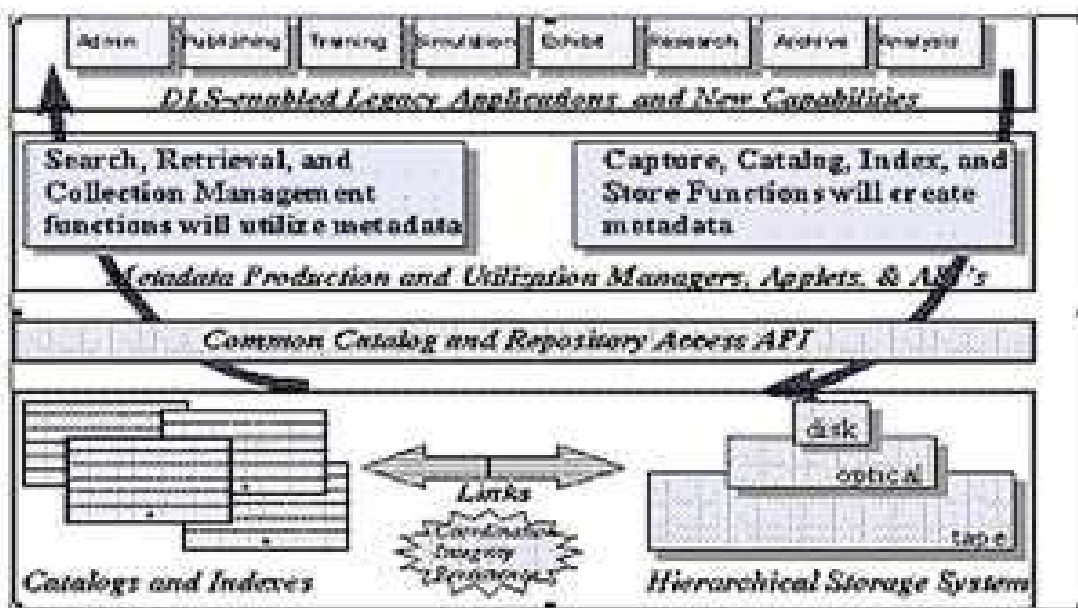 Admin Publishing Training Simulation Exhibit Research Archive Analysis
DLS-enabled Legacy Applications, and New Capabilities
Search, Retrieval, and
Collection Management
functions will utilize metadata
Capture, Catalog, Index, and
Store Functions will create
metadata
Metadata Production and Utilization Managers, Applets, & API's
Common Catalog and Repository Access API
disk
optical
tape
Links
Imagery
Catalogs and Indexes
Hierarchical Storage System